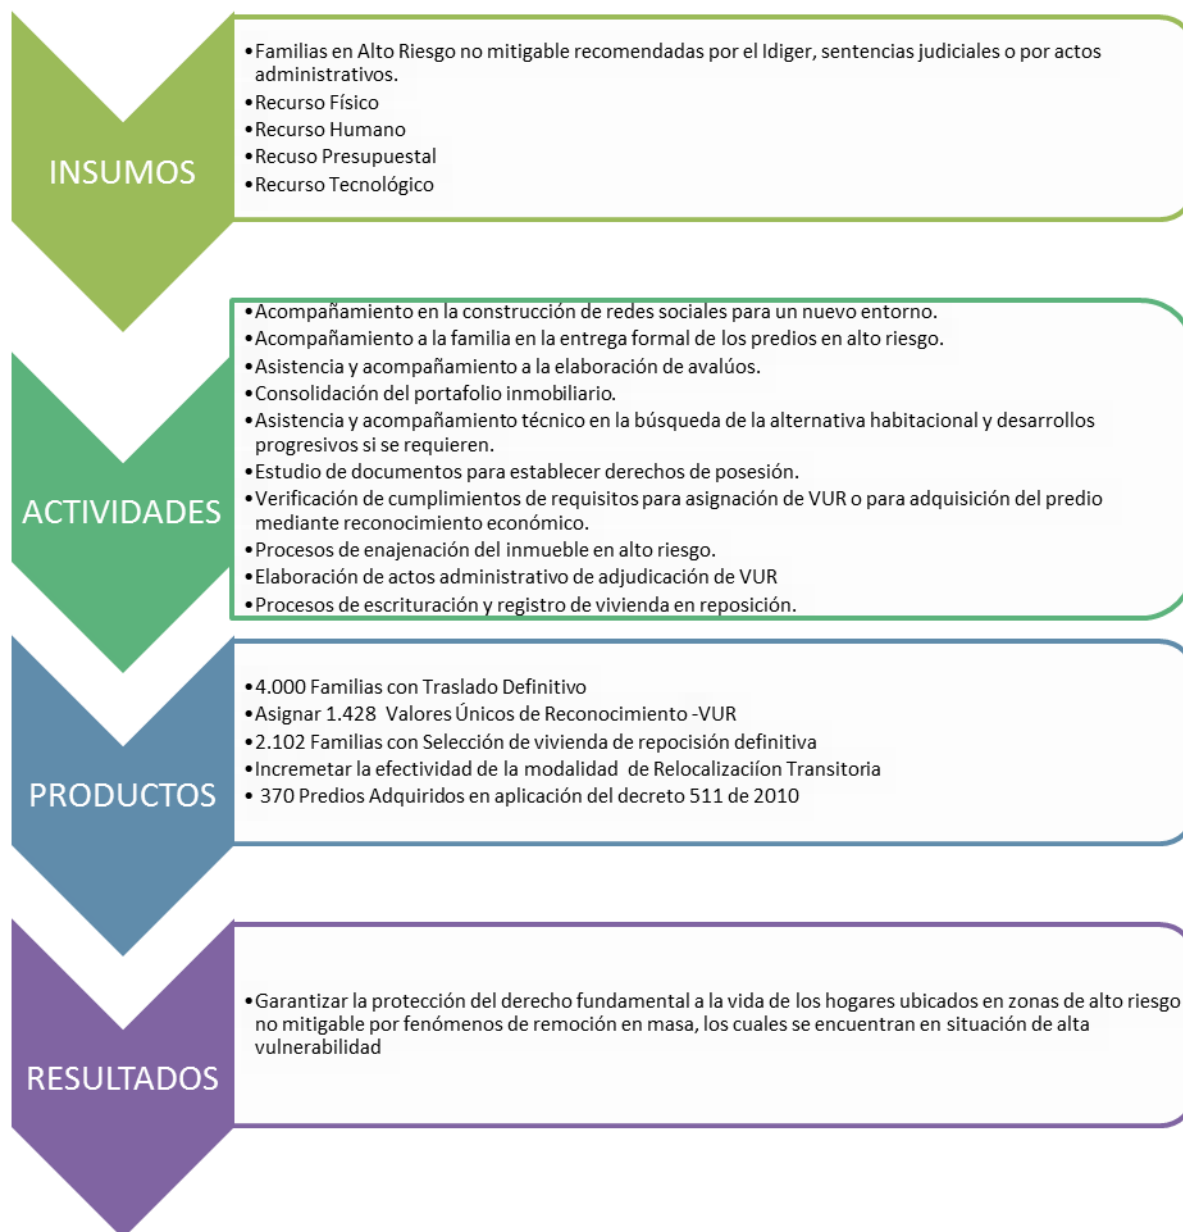 INSUMOS
•Familias en Alto Riesgo no mitigable recomendadas por el Idiger, sentencias judiciales o por actos
administrativos.
•Recurso Físico
•Recurso Humano
•Recuso Presupuestal
•Recurso Tecnológico
ACTIVIDADES
•Acompañamiento en la construcción de redes sociales para un nuevo entorno.
•Acompañamiento a la familia en la entrega formal de los predios en alto riesgo.
•Asistencia y acompañamiento a la elaboración de avalúos.
•Consolidación del portafolio inmobiliario.
•Asistencia y acompañamiento técnico en la búsqueda de la alternativa habitacional y desarrollos
progresivos si se requieren.
•Estudio de documentos para establecer derechos de posesión.
•Verificación de cumplimientos de requisitos para asignación de VUR o para adquisición del predio
mediante reconocimiento económico.
•Procesos de enajenación del inmueble en alto riesgo.
•Elaboración de actos administrativo de adjudicación de VUR
•Procesos de escrituración y registro de vivienda en reposición.
PRODUCTOS
•4.000 Familias con Traslado Definitivo
•Asignar 1.428 Valores Únicos de Reconocimiento -VUR
•2.102 Familias con Selección de vivienda de repocisión definitiva
•Incremetar la efectividad de la modalidad de Relocalizaciíon Transitoria
• 370 Predios Adquiridos en aplicación del decreto 511 de 2010
RESULTADOS
•Garantizar la protección del derecho fundamental a la vida de los hogares ubicados en zonas de alto riesgo
no mitigable por fenómenos de remoción en masa, los cuales se encuentran en situación de alta
vulnerabilidad